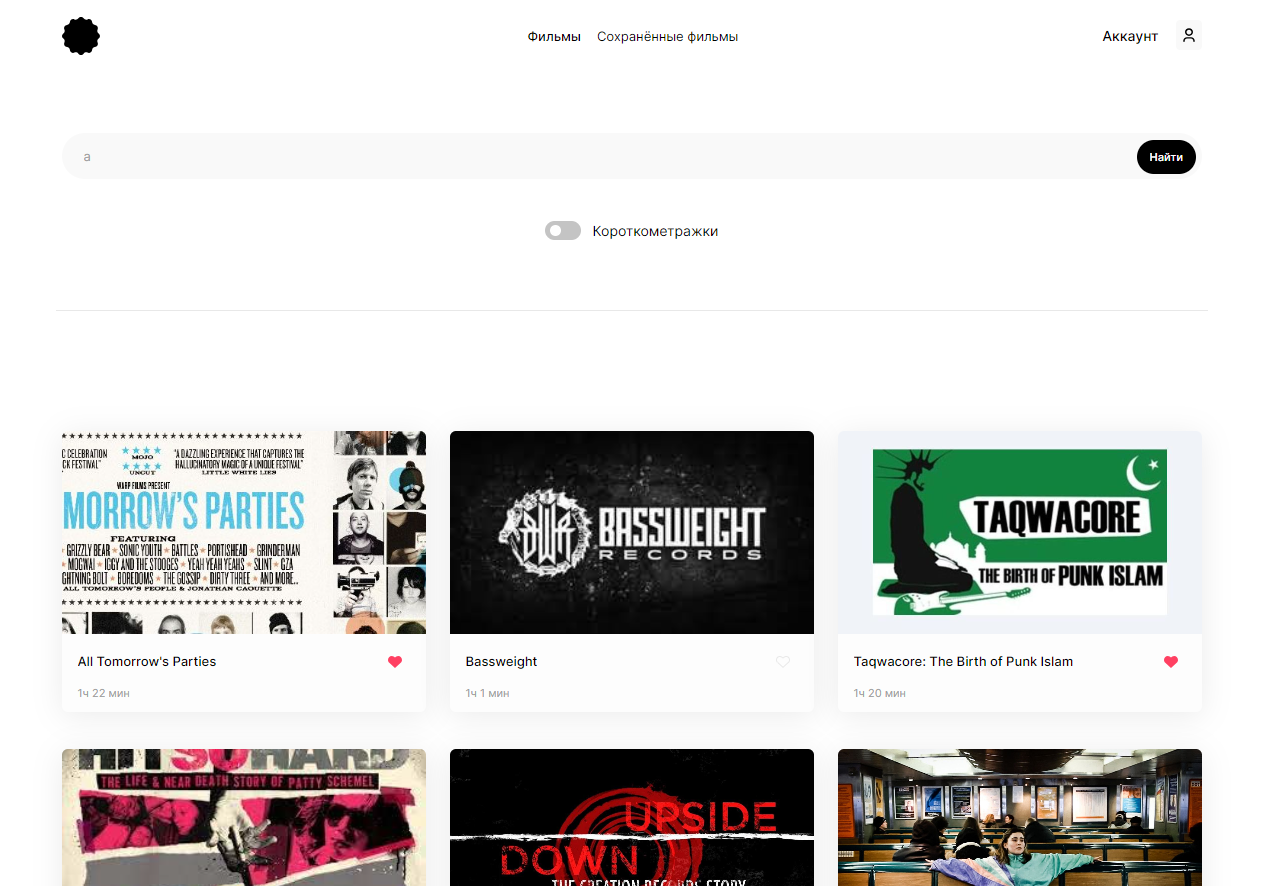 Фильмы Сохранённые фильмы Аккаунт
а Найти
Короткометражки
C CELEBRATION
CK FESTIVAL"
MOJO
UNCUT
"A DAZZLING EXPERIENCE THAT CAPTURES THE
HALLUCINATORY MAGIC OF A UNIQUE FESTIVAL"
LITTLE WHITE LIES
WARP FILMS PRESENT
MORROW'S PARTIES
FEATURING
GRIZZLY BEAR ★ SONIC YOUTH ★ BATTLES ★ PORTISHEAD ★ GRINDERMAN
★ MOGWAI ★ IGGY AND THE STOOGES ★ YEAH YEAH YEAHS ★ SLINT ★ GZA
GHTNING BOLT ★ BOREDOMS ★ THE GOSSIP ★ DIRTY THREE ★ AND MORE..
ALL TOMORROW'S PEOPLE & JONATHAN CAOUETTE
BWR BASSWEIGHT
RECORDS
TAQWACORE
THE BIRTH OF PUNK ISLAM
All Tomorrow's Parties
1ч 22 мин
Bassweight
1ч 1 мин
Taqwacore: The Birth of Punk Islam
1ч 20 мин
HIT SO HARD
THE LIFE & NEAR DEATH STORY OF PATTY SCHEMEL
UPSIDE
DOWN
THE CREATION RECORDS STORY